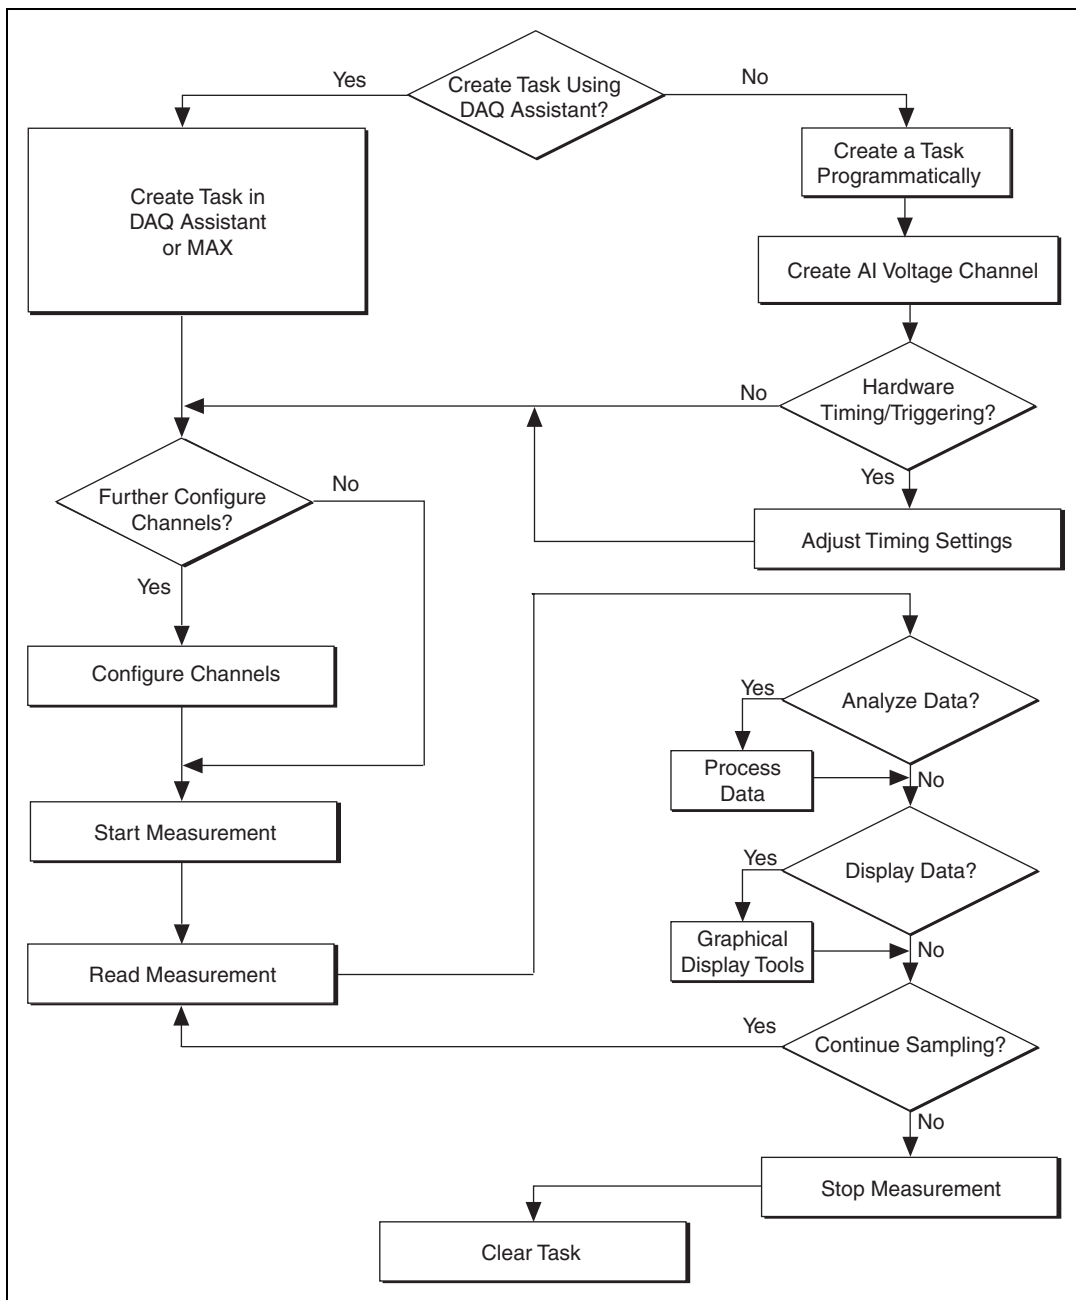 Yes
Create Task Using
DAQ Assistant?
No
Create Task in
DAQ Assistant
or MAX
Create a Task
Programmatically
Create AI Voltage Channel
No
Hardware
Timing/Triggering?
Yes
Further Configure
Channels?
No
Adjust Timing Settings
Yes
Configure Channels
Yes
Analyze Data?
Process
Data
No
Start Measurement
Yes
Display Data?
Graphical
Display Tools
No
Read Measurement
Yes
Continue Sampling?
No
Stop Measurement
Clear Task